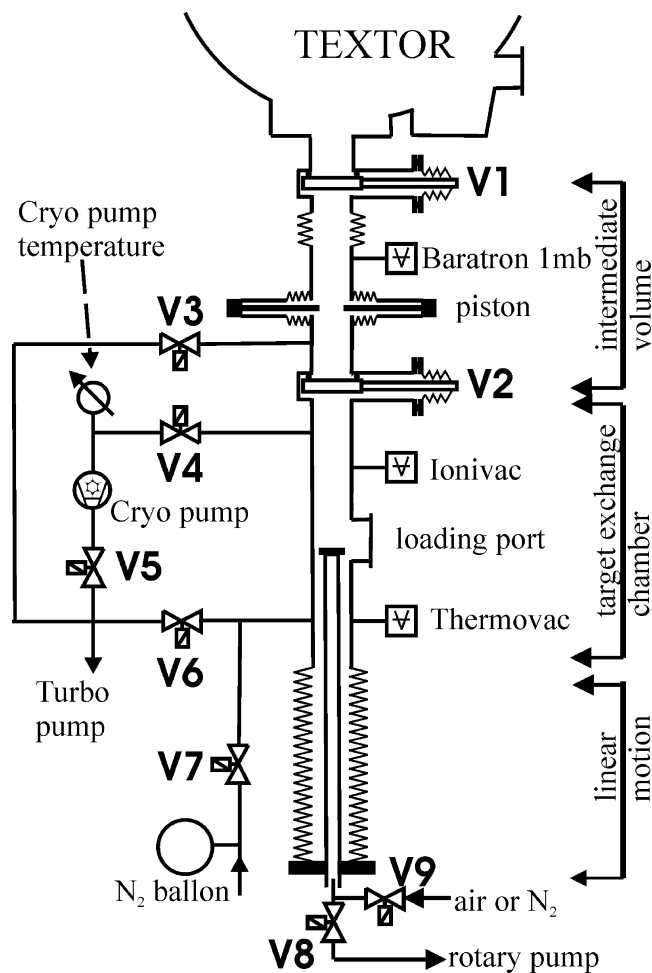 TEXTOR
V1
Cryo pump
temperature
Baratron 1mb
intermediate
volume
V3
piston
V2
V4
Ionivac
Cryo pump
loading port
target exchange
chamber
V5
Thermovac
V6
Turbo
pump
V7
linear
motion
N₂ ballon
V9
air or N₂
V8
rotary pump